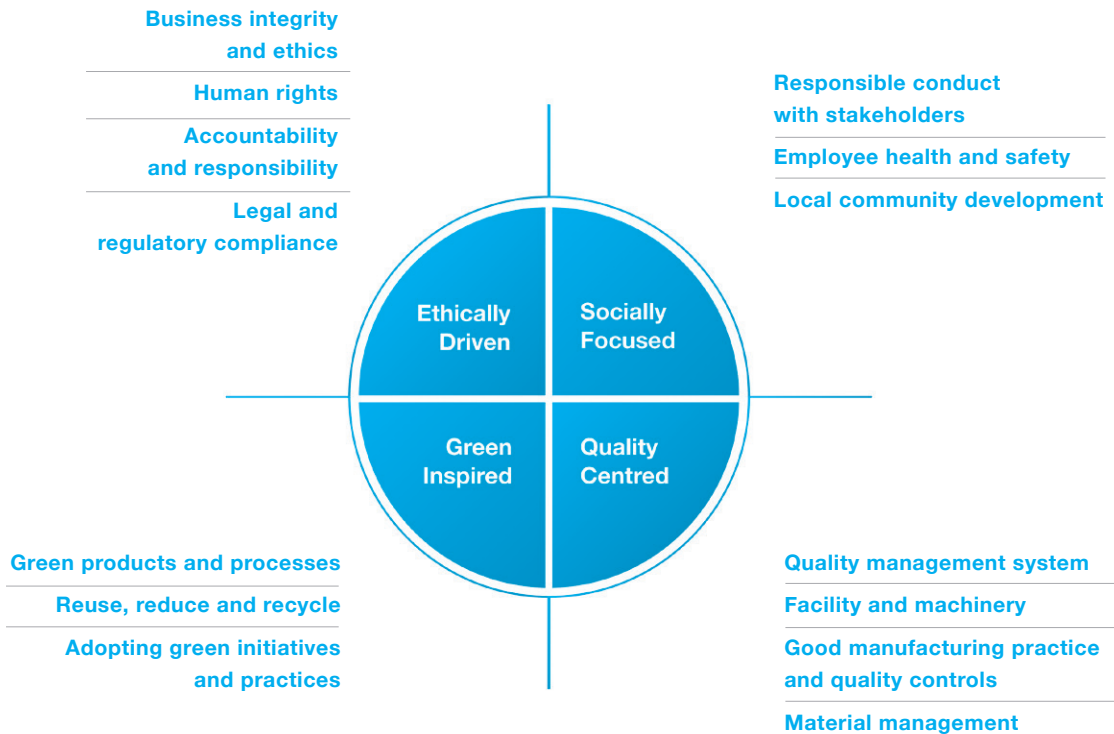 Business integrity
and ethics
Human rights
Accountability
and responsibility
Legal and
regulatory compliance
Responsible conduct
with stakeholders
Employee health and safety
Local community development
Ethically
Driven
Socially
Focused
Green
Inspired
Quality
Centred
Green products and processes
Reuse, reduce and recycle
Adopting green initiatives
and practices
Quality management system
Facility and machinery
Good manufacturing practice
and quality controls
Material management